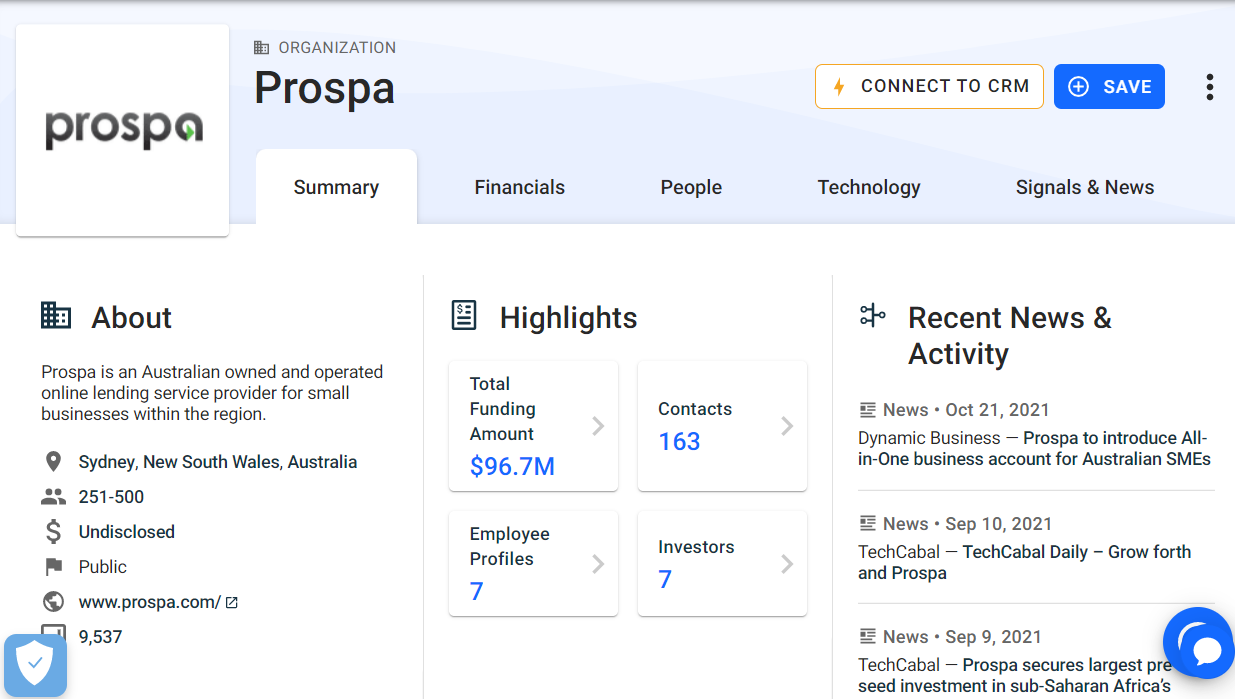 prospa
ORGANIZATION
Prospa
CONNECT TO CRM
SAVE
Summary
Financials
People
Technology
Signals & News
About
Prospa is an Australian owned and operated
online lending service provider for small
businesses within the region.
Sydney, New South Wales, Australia
251-500
Undisclosed
Public
www.prospa.com/
9,537
Highlights
Total
Funding
Amount
$96.7M
Contacts
163
Employee
Profiles
7
Investors
7
Recent News &
Activity
News • Oct 21, 2021
Dynamic Business — Prospa to introduce All-
in-One business account for Australian SMEs
News • Sep 10, 2021
TechCabal — TechCabal Daily – Grow forth
and Prospa
News • Sep 9, 2021
TechCabal — Prospa secures largest pre-
seed investment in sub-Saharan Africa's